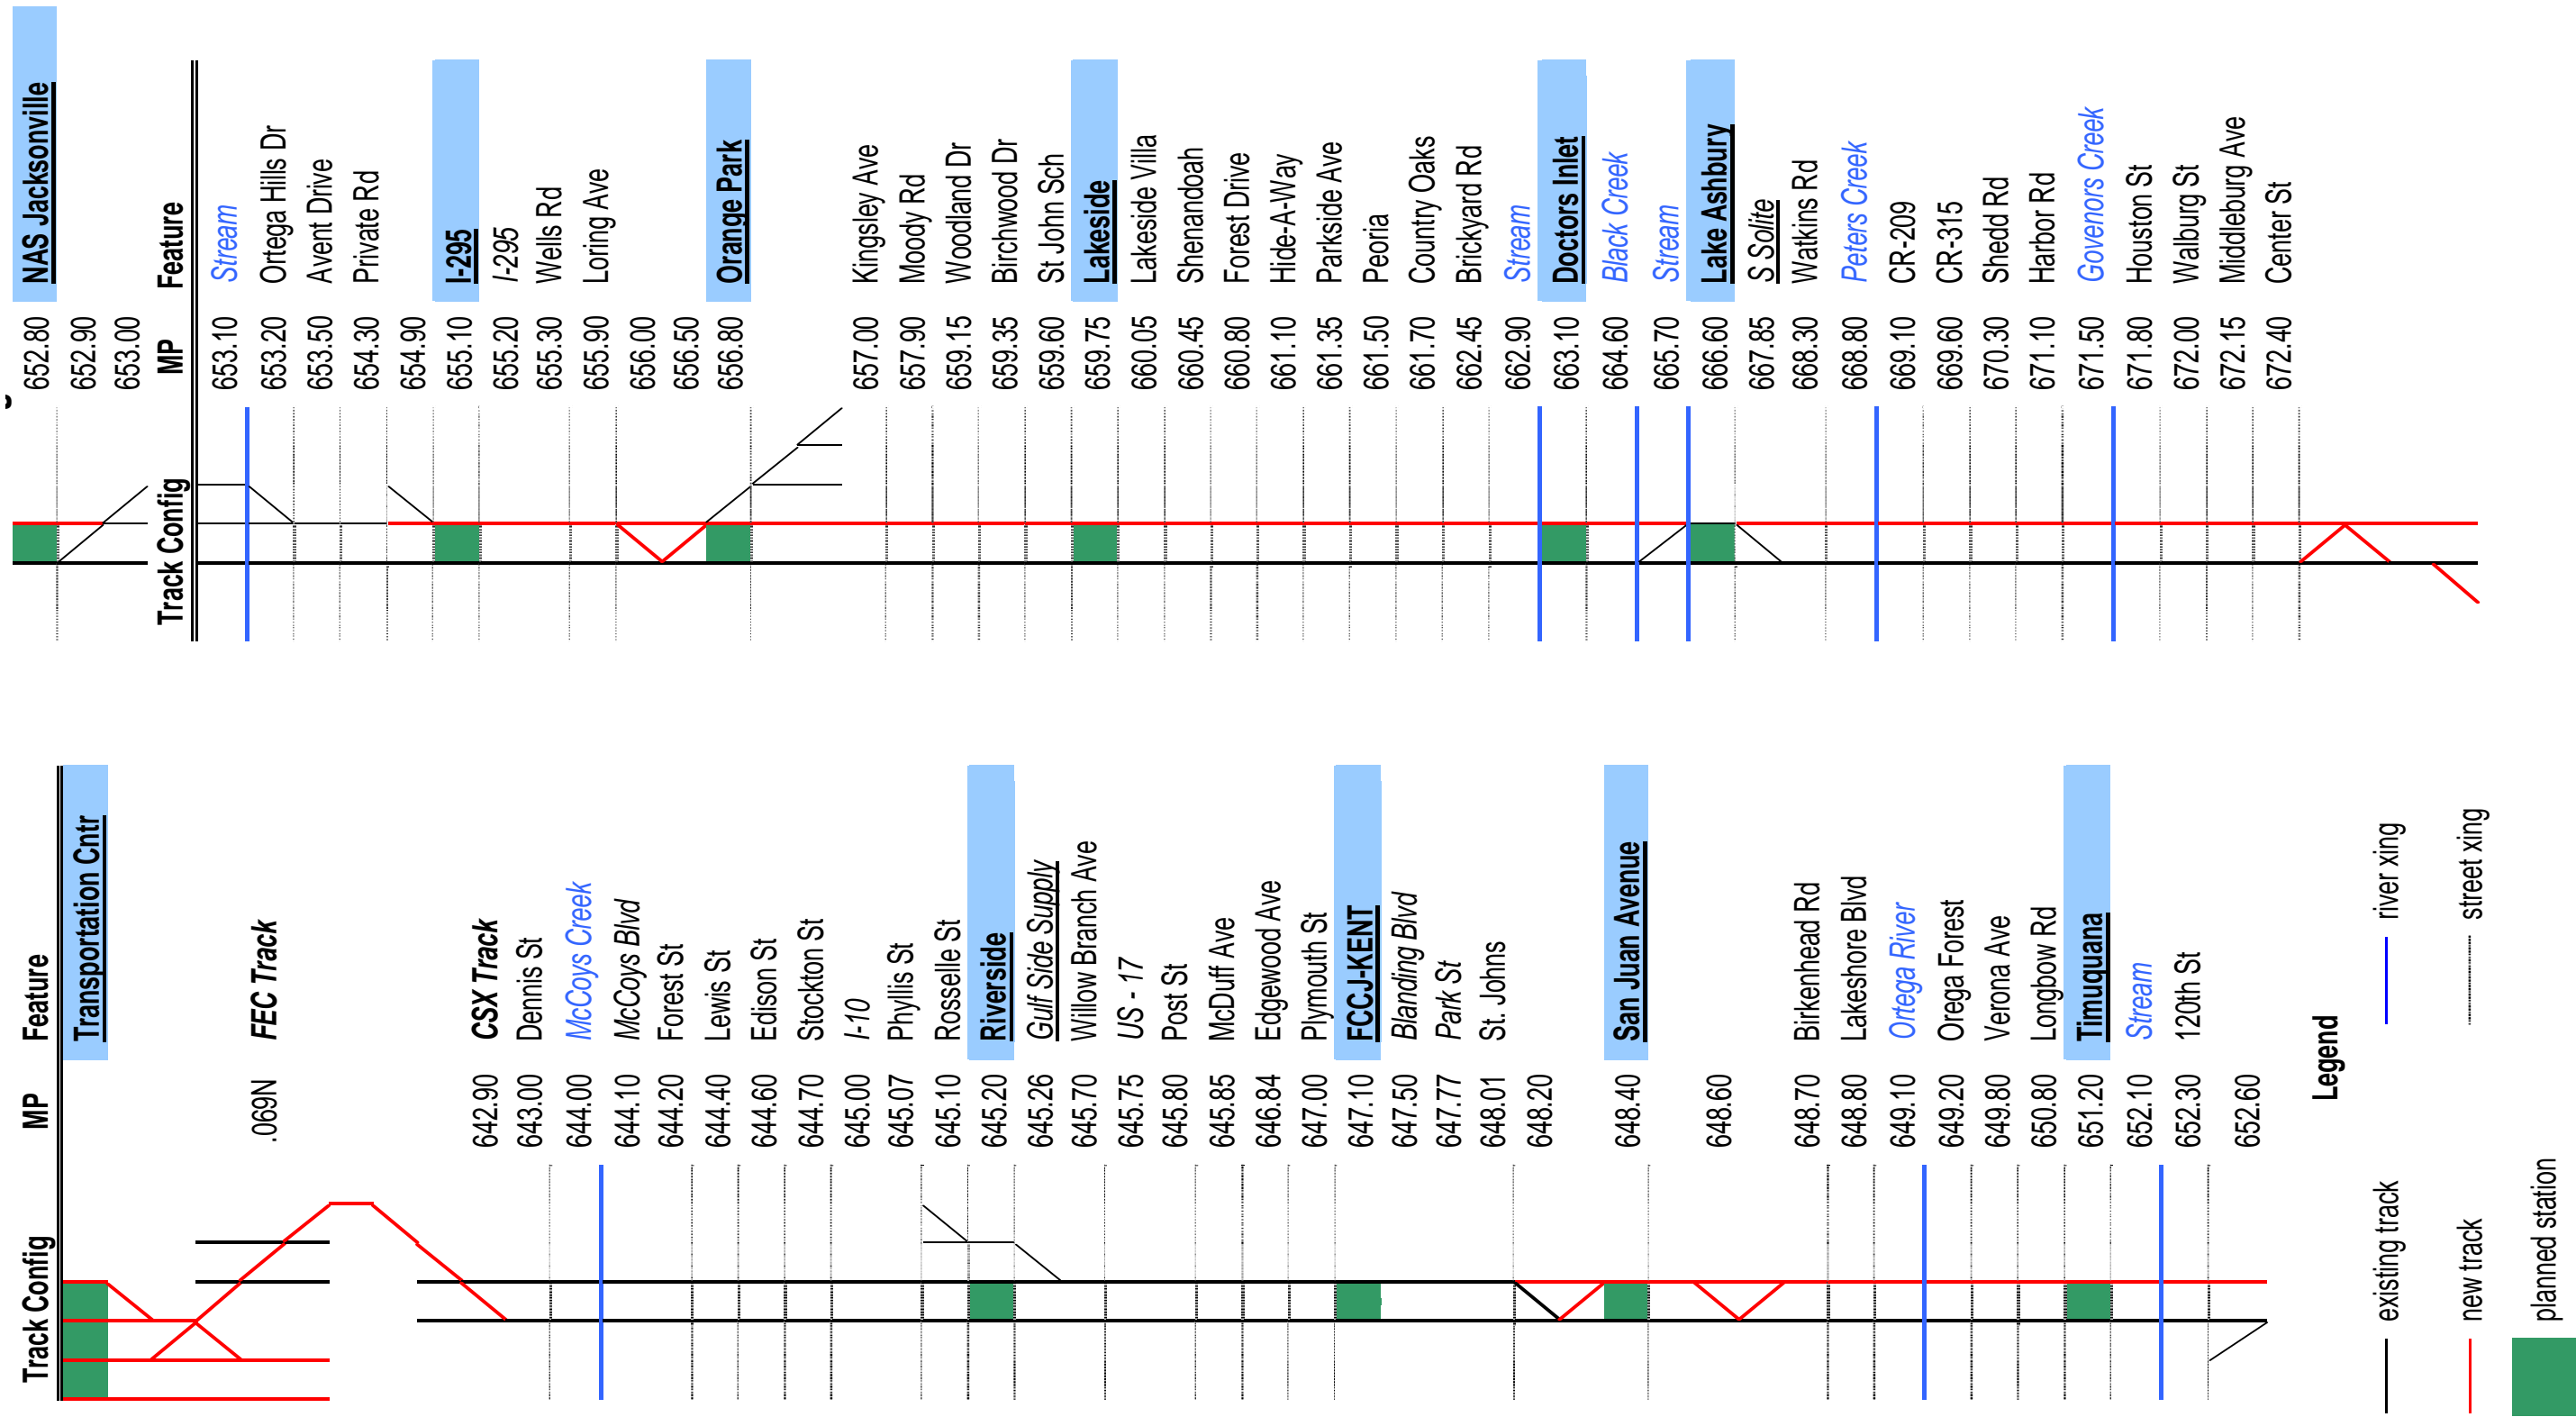 Track Config MP Feature
Transportation Cntr
.069N FEC Track
642.90 CSX Track
643.00 Dennis St
644.00 McCoys Creek
644.10 McCoys Blvd
644.20 Forest St
644.40 Lewis St
644.60 Edison St
644.70 Stockton St
645.00 I-10
645.07 Phyllis St
645.10 Rosselle St
645.20 Riverside
645.26 Gulf Side Supply
645.70 Willow Branch Ave
645.75 US - 17
645.80 Post St
645.85 McDuff Ave
646.84 Edgewood Ave
647.00 Plymouth St
647.10 FCCJ-KENT
647.50 Blanding Blvd
647.77 Park St
648.01 St. Johns
648.20
648.40 San Juan Avenue
648.60
648.70 Birkenhead Rd
648.80 Lakeshore Blvd
649.10 Ortega River
649.20 Orega Forest
649.80 Verona Ave
650.80 Longbow Rd
651.20 Timuquana
652.10 Stream
652.30 120th St
652.60
Legend
existing track river xing
new track street xing
planned station
652.80 NAS Jacksonville
652.90
653.00
Track Config MP Feature
653.10 Stream
653.20 Ortega Hills Dr
653.50 Avent Drive
654.30 Private Rd
654.90
655.10 I-295
655.20 I-295
655.30 Wells Rd
655.90 Loring Ave
656.00
656.50
656.80 Orange Park
657.00 Kingsley Ave
657.90 Moody Rd
659.15 Woodland Dr
659.35 Birchwood Dr
659.60 St John Sch
659.75 Lakeside
660.05 Lakeside Villa
660.45 Shenandoah
660.80 Forest Drive
661.10 Hide-A-Way
661.35 Parkside Ave
661.50 Peoria
661.70 Country Oaks
662.45 Brickyard Rd
662.90 Stream
663.10 Doctors Inlet
664.60 Black Creek
665.70 Stream
666.60 Lake Ashbury
667.85 S Solite
668.30 Watkins Rd
668.80 Peters Creek
669.10 CR-209
669.60 CR-315
670.30 Shedd Rd
671.10 Harbor Rd
671.50 Govenors Creek
671.80 Houston St
672.00 Walburg St
672.15 Middleburg Ave
672.40 Center St